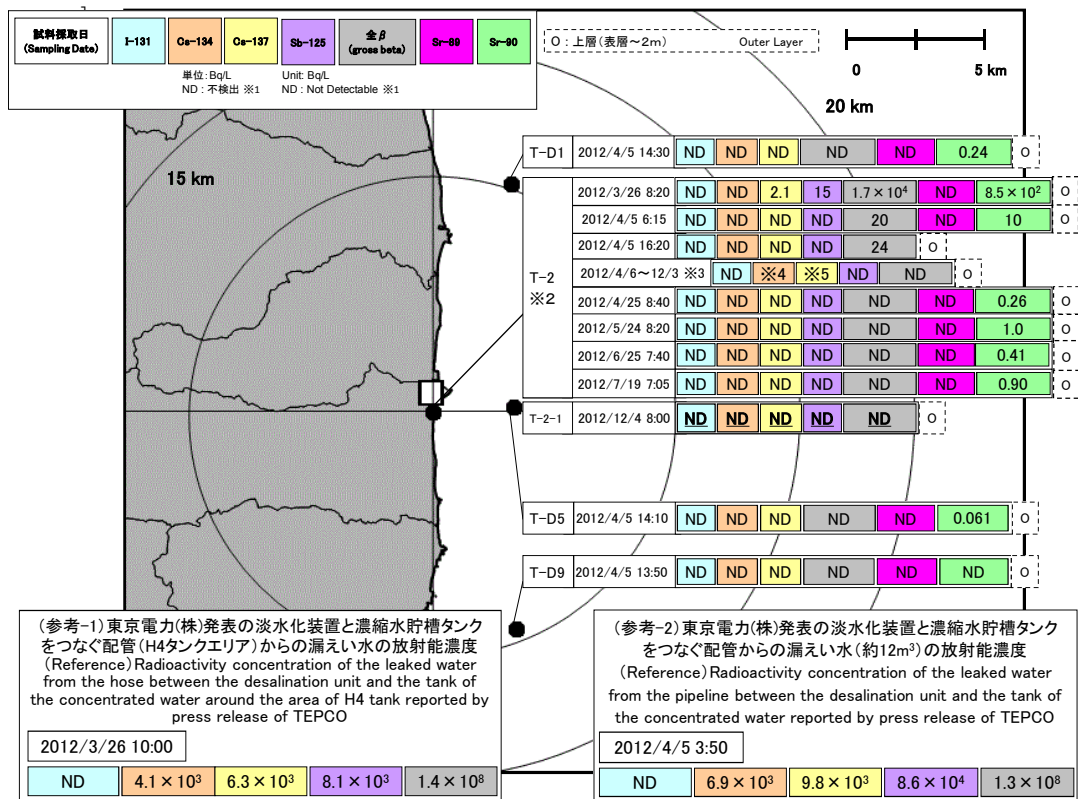 試料採取日
(Sampling Date)
I-131
Cs-134
Cs-137
Sb-125
全β
(gross beta)
Sr-89
Sr-90
単位:Bq/L
ND : 不検出 ※1
Unit: Bq/L
ND : Not Detectable ※1
O : 上層(表層～2m)
Outer Layer
0
5 km
20 km
15 km
T-D1 2012/4/5 14:30 ND ND ND ND ND 0.24 O
T-2
※2
2012/3/26 8:20 ND ND 2.1 15 1.7×10⁴ ND 8.5×10² O
2012/4/5 6:15 ND ND ND ND 20 ND 10 O
2012/4/5 16:20 ND ND ND ND 24 O
2012/4/6～12/3 ※3 ND ※4 ※5 ND ND O
2012/4/25 8:40 ND ND ND ND ND ND 0.26 O
2012/5/24 8:20 ND ND ND ND ND ND 1.0 O
2012/6/25 7:40 ND ND ND ND ND ND 0.41 O
2012/7/19 7:05 ND ND ND ND ND ND 0.90 O
T-2-1 2012/12/4 8:00 ND ND ND ND ND O
T-D5 2012/4/5 14:10 ND ND ND ND ND 0.061 O
T-D9 2012/4/5 13:50 ND ND ND ND ND ND O
(参考-1)東京電力(株)発表の淡水化装置と濃縮水貯槽タンク
をつなぐ配管(H4タンクエリア)からの漏えい水の放射能濃度
(Reference)Radioactivity concentration of the leaked water
from the hose between the desalination unit and the tank of
the concentrated water around the area of H4 tank reported by
press release of TEPCO
2012/3/26 10:00
ND 4.1×10³ 6.3×10³ 8.1×10³ 1.4×10⁸
(参考-2)東京電力(株)発表の淡水化装置と濃縮水貯槽タンク
をつなぐ配管からの漏えい水(約12m³)の放射能濃度
(Reference)Radioactivity concentration of the leaked water
from the pipeline between the desalination unit and the tank of
the concentrated water reported by press release of TEPCO
2012/4/5 3:50
ND 6.9×10³ 9.8×10³ 8.6×10⁴ 1.3×10⁸